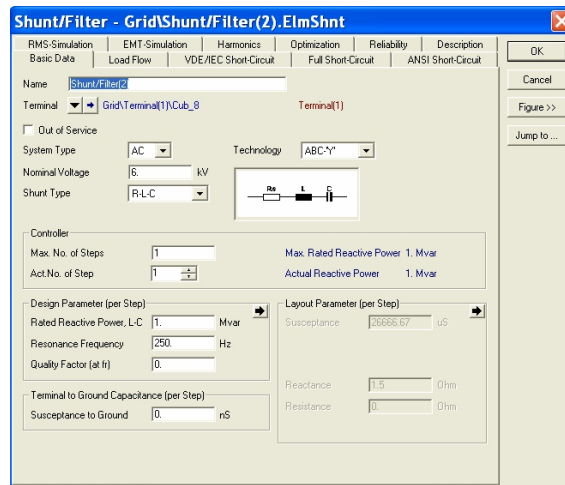 Shunt/Filter - Grid\Shunt/Filter(2).ElmShnt
RMS-Simulation EMT-Simulation Harmonics Optimization Reliability Description
Basic Data Load Flow VDE/IEC Short-Circuit Full Short-Circuit ANSI Short-Circuit
OK
Cancel
Figure >>
Jump to ...
Name Shunt/Filter(2)
Terminal Grid\Terminal(1)\Cub_8 Terminal(1)
Out of Service
System Type AC Technology ABC-'Y'
Nominal Voltage 6. kV
Shunt Type R-L-C
Rs L C
Controller
Max. No. of Steps 1 Max. Rated Reactive Power 1. Mvar
Act.No. of Step 1 Actual Reactive Power 1. Mvar
Design Parameter (per Step)
Rated Reactive Power, L-C 1. Mvar
Resonance Frequency 250. Hz
Quality Factor (at fr) 0.
Layout Parameter (per Step)
Susceptance 26666.67 uS
Reactance 1.5 Ohm
Resistance 0. Ohm
Terminal to Ground Capacitance (per Step)
Susceptance to Ground 0. nS